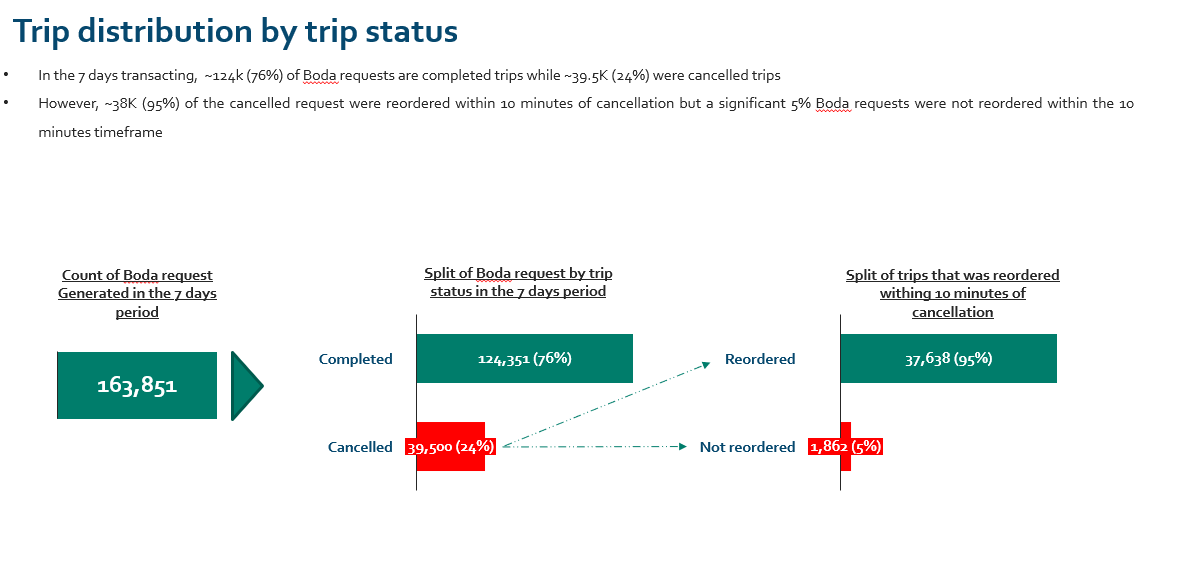 Trip distribution by trip status
• In the 7 days transacting, ~124k (76%) of Boda requests are completed trips while ~39.5K (24%) were cancelled trips
• However, ~38K (95%) of the cancelled request were reordered within 10 minutes of cancellation but a significant 5% Boda requests were not reordered within the 10
minutes timeframe
Count of Boda request
Generated in the 7 days
period
163,851
Split of Boda request by trip
status in the 7 days period
Completed
124,351 (76%)
Cancelled
39,500 (24%)
Split of trips that was reordered
withing 10 minutes of
cancellation
Reordered
37,638 (95%)
Not reordered
1,862 (5%)